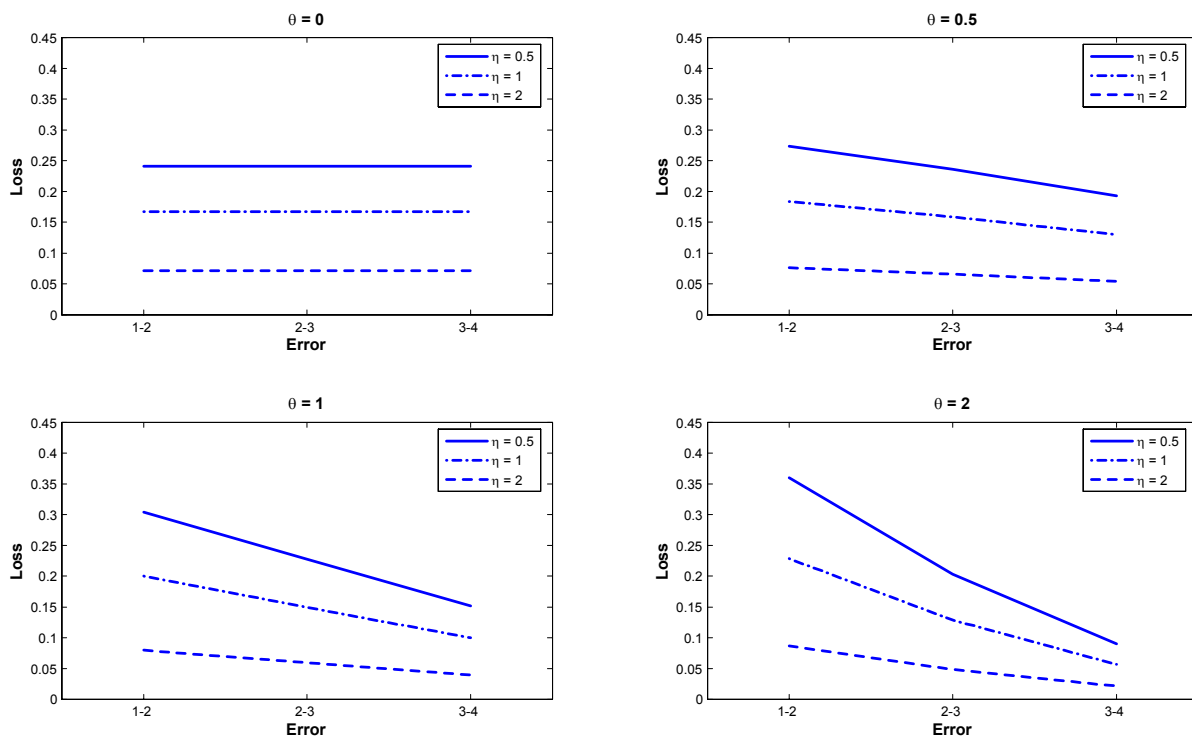 θ = 0
0.45
0.4
0.35
0.3
0.25
0.2
0.15
0.1
0.05
0
Loss
η = 0.5
η = 1
η = 2
1-2 2-3 3-4
Error
θ = 0.5
0.45
0.4
0.35
0.3
0.25
0.2
0.15
0.1
0.05
0
Loss
η = 0.5
η = 1
η = 2
1-2 2-3 3-4
Error
θ = 1
0.45
0.4
0.35
0.3
0.25
0.2
0.15
0.1
0.05
0
Loss
η = 0.5
η = 1
η = 2
1-2 2-3 3-4
Error
θ = 2
0.45
0.4
0.35
0.3
0.25
0.2
0.15
0.1
0.05
0
Loss
η = 0.5
η = 1
η = 2
1-2 2-3 3-4
Error